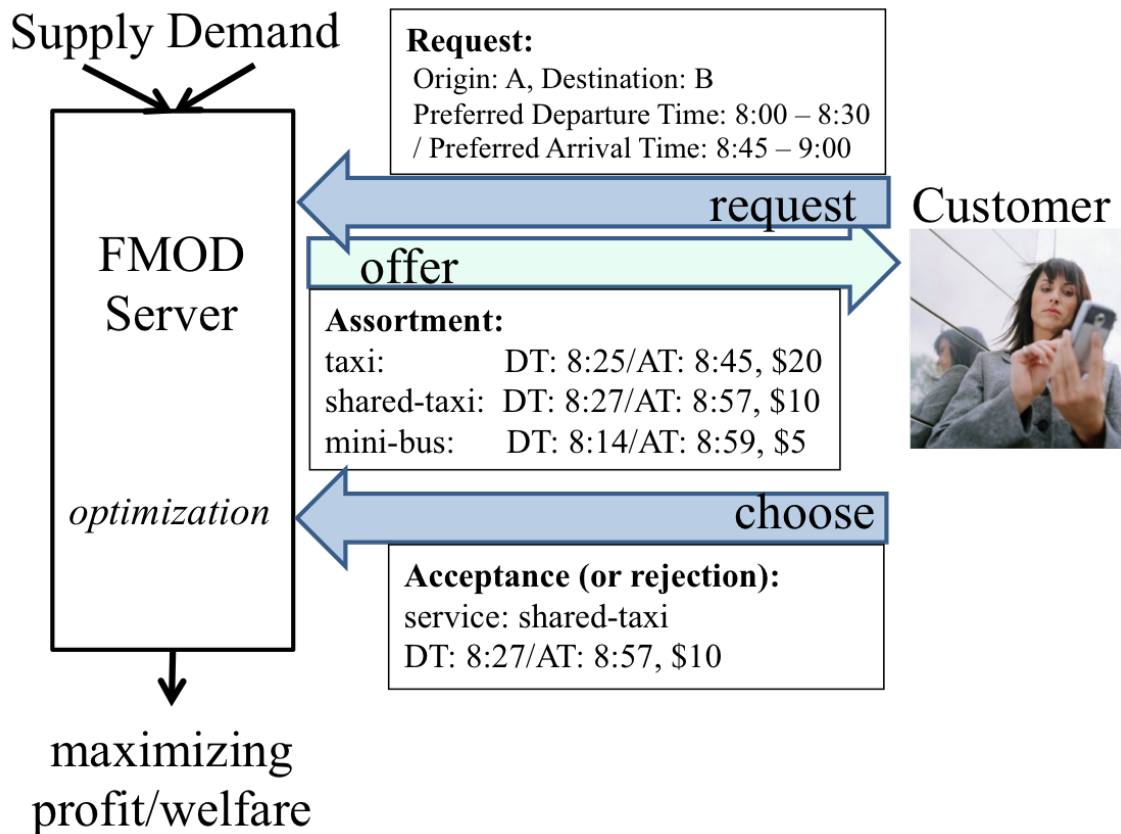 Supply Demand
Request:
Origin: A, Destination: B
Preferred Departure Time: 8:00 – 8:30
/ Preferred Arrival Time: 8:45 – 9:00
request
Customer
FMOD
Server
offer
Assortment:
taxi: DT: 8:25/AT: 8:45, $20
shared-taxi: DT: 8:27/AT: 8:57, $10
mini-bus: DT: 8:14/AT: 8:59, $5
optimization
choose
Acceptance (or rejection):
service: shared-taxi
DT: 8:27/AT: 8:57, $10
maximizing
profit/welfare